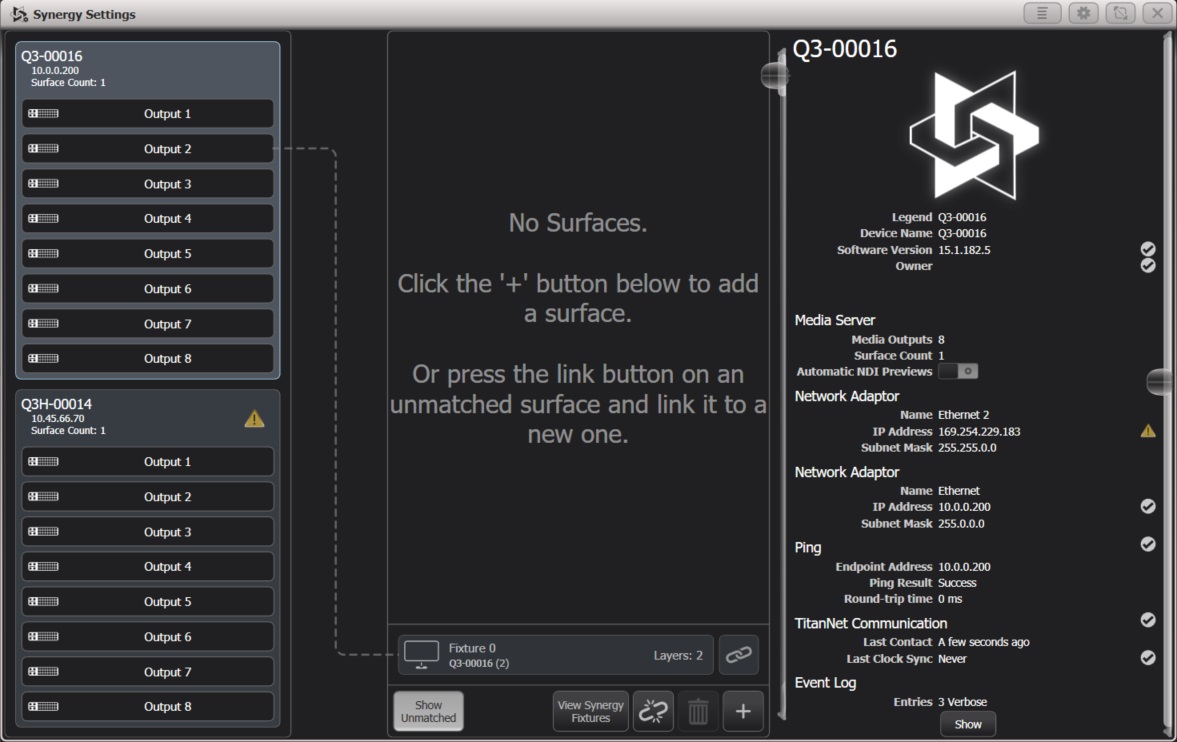 Synergy Settings
Q3-00016
10.0.0.200
Surface Count: 1
Output 1
Output 2
Output 3
Output 4
Output 5
Output 6
Output 7
Output 8
Q3H-00014
10.45.66.70
Surface Count: 1
Output 1
Output 2
Output 3
Output 4
Output 5
Output 6
Output 7
Output 8
No Surfaces.
Click the '+' button below to add
a surface.
Or press the link button on an
unmatched surface and link it to a
new one.
Fixture 0
Q3-00016 (2)
Layers: 2
Show
Unmatched
View Synergy
Fixtures
Q3-00016
Legend Q3-00016
Device Name Q3-00016
Software Version 15.1.182.5
Owner
Media Server
Media Outputs 8
Surface Count 1
Automatic NDI Previews
Network Adaptor
Name Ethernet 2
IP Address 169.254.229.183
Subnet Mask 255.255.0.0
Network Adaptor
Name Ethernet
IP Address 10.0.0.200
Subnet Mask 255.0.0.0
Ping
Endpoint Address 10.0.0.200
Ping Result Success
Round-trip time 0 ms
TitanNet Communication
Last Contact A few seconds ago
Last Clock Sync Never
Event Log
Entries 3 Verbose
Show